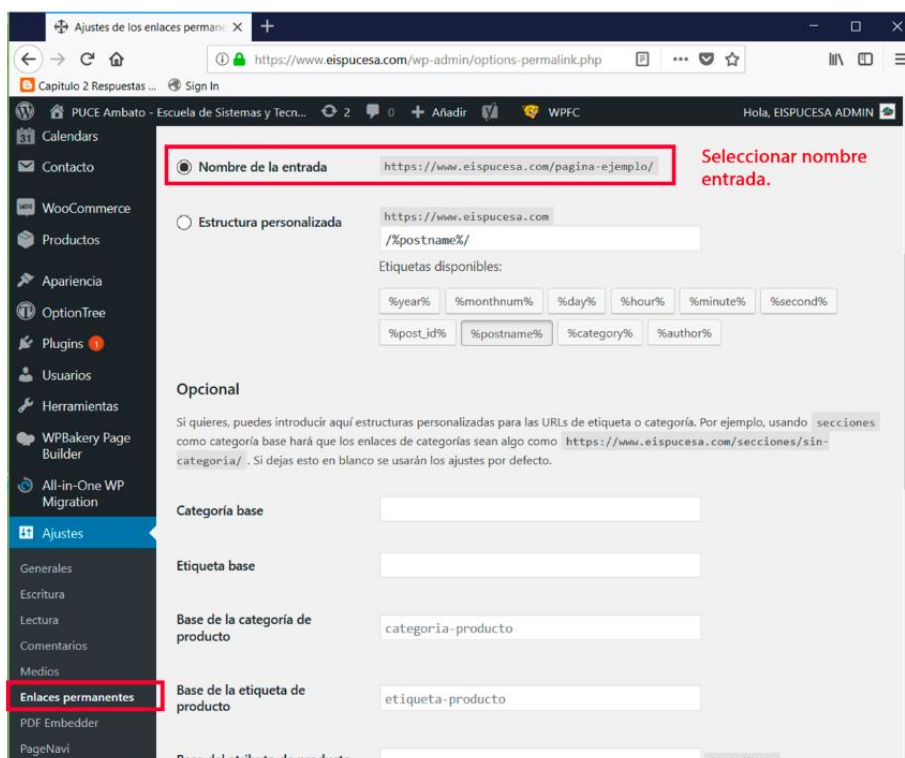 Ajustes de los enlaces perman
https://www.eispucesa.com/wp-admin/options-permalink.php
Capitulo 2 Respuestas ... Sign In
PUCE Ambato - Escuela de Sistemas y Tecn... 2 0 + Añadir WPFC Hola, EISPUCESA ADMIN
Calendars
Contacto
WooCommerce
Productos
Apariencia
OptionTree
Plugins 1
Usuarios
Herramientas
WPBakery Page
Builder
All-in-One WP
Migration
Ajustes
Generales
Escritura
Lectura
Comentarios
Medios
Enlaces permanentes
PDF Embedder
PageNavi
Nombre de la entrada https://www.eispucesa.com/pagina-ejemplo/
Seleccionar nombre
entrada.
Estructura personalizada https://www.eispucesa.com
/%postname%/
Etiquetas disponibles:
%year% %monthnum% %day% %hour% %minute% %second%
%post_id% %postname% %category% %author%
Opcional
Si quieres, puedes introducir aquí estructuras personalizadas para las URLs de etiqueta o categoría. Por ejemplo, usando secciones
como categoría base hará que los enlaces de categorías sean algo como https://www.eispucesa.com/secciones/sin-
categoria/ . Si dejas esto en blanco se usarán los ajustes por defecto.
Categoría base
Etiqueta base
Base de la categoría de
producto
categoria-producto
Base de la etiqueta de
producto
etiqueta-producto